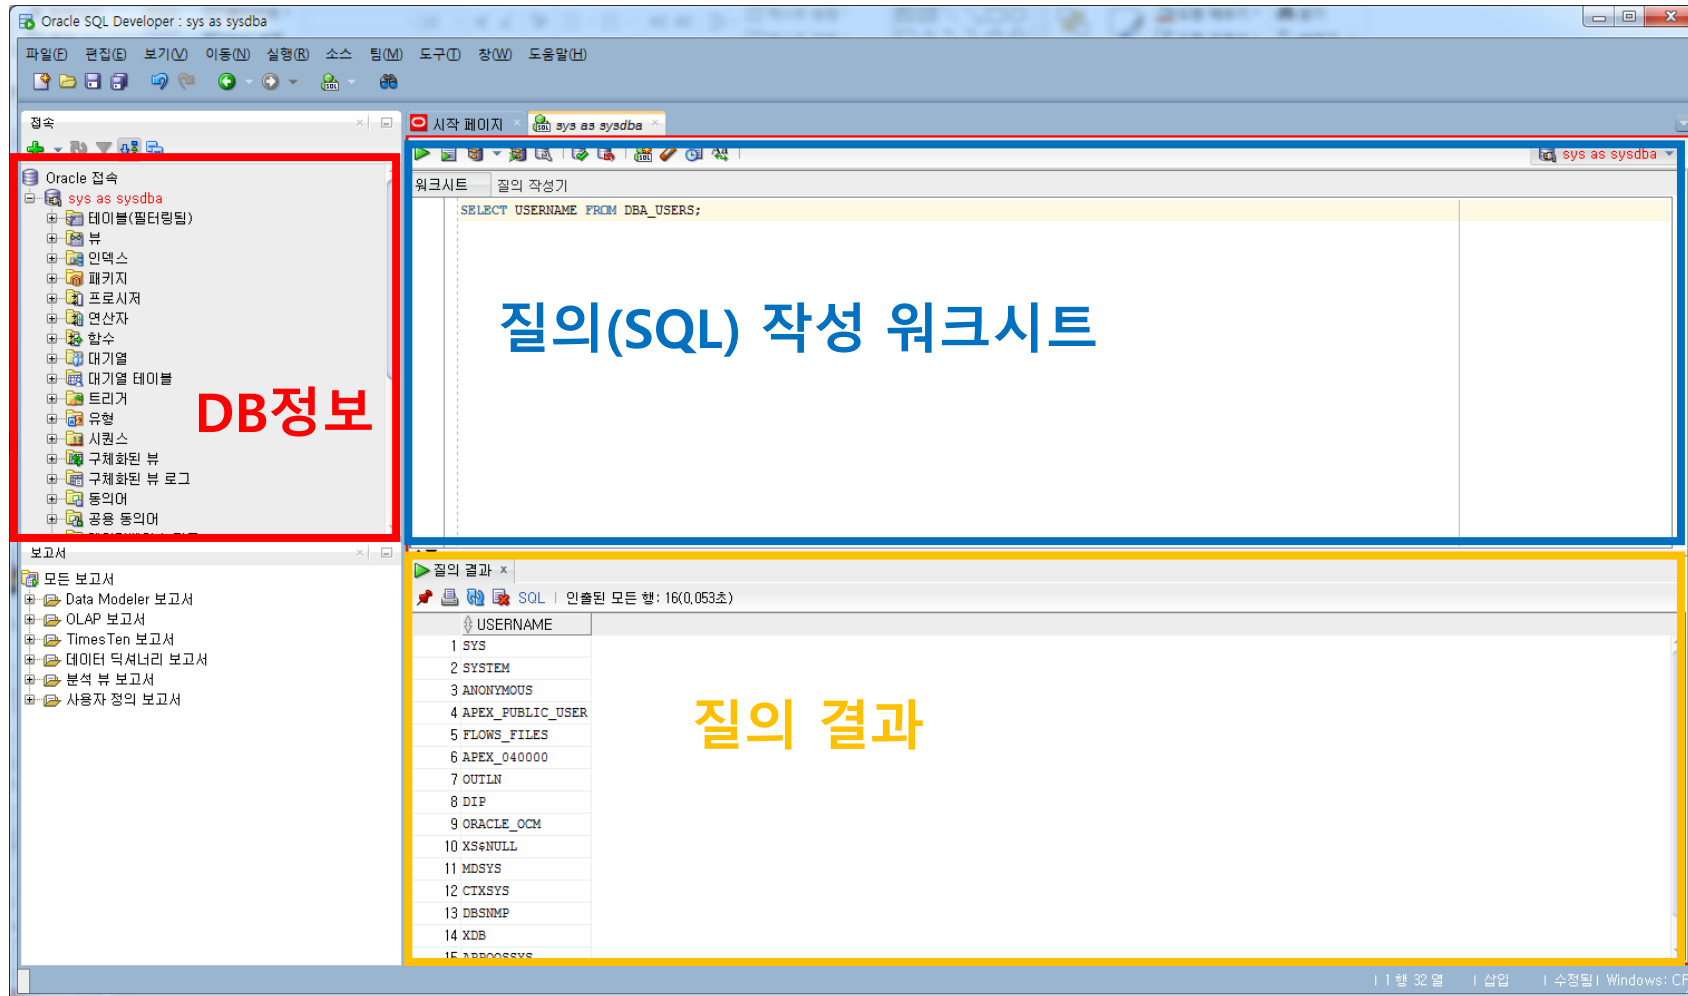 Oracle SQL Developer : sys as sysdba
파일(F) 편집(E) 보기(V) 이동(N) 실행(R) 소스 팀(M) 도구(T) 창(W) 도움말(H)
접속
Oracle 접속
sys as sysdba
테이블(필터링됨)
뷰
인덱스
패키지
프로시저
연산자
함수
대기열
대기열 테이블
트리거
유형
시퀀스
구체화된 뷰
구체화된 뷰 로그
동의어
공용 동의어
DB정보
보고서
모든 보고서
Data Modeler 보고서
OLAP 보고서
TimesTen 보고서
데이터 딕셔너리 보고서
분석 뷰 보고서
사용자 정의 보고서
시작 페이지 sys as sysdba
sys as sysdba
워크시트 질의 작성기
SELECT USERNAME FROM DBA_USERS;
질의(SQL) 작성 워크시트
질의 결과
SQL 인출된 모든 행: 16(0,053초)
USERNAME
1 SYS
2 SYSTEM
3 ANONYMOUS
4 APEX_PUBLIC_USER
5 FLOWS_FILES
6 APEX_040000
7 OUTLN
8 DIP
9 ORACLE_OCM
10 XS$NULL
11 MDSYS
12 CTXSYS
13 DBSNMP
14 XDB
15 APPQOSSYS
질의 결과
1 행 32 열 삽입 수정됨 Windows: CF